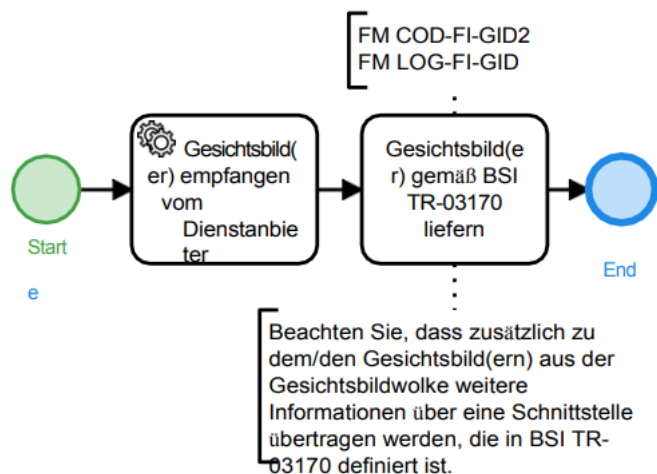 FM COD-FI-GID2
FM LOG-FI-GID
Gesichtsbild(
er) empfangen
vom
Dienstanbie
ter
Gesichtsbild(e
r) gemäß BSI
TR-03170
liefern
Start
e
End
Beachten Sie, dass zusätzlich zu
dem/den Gesichtsbild(ern) aus der
Gesichtsbildwolke weitere
Informationen über eine Schnittstelle
übertragen werden, die in BSI TR-
03170 definiert ist.